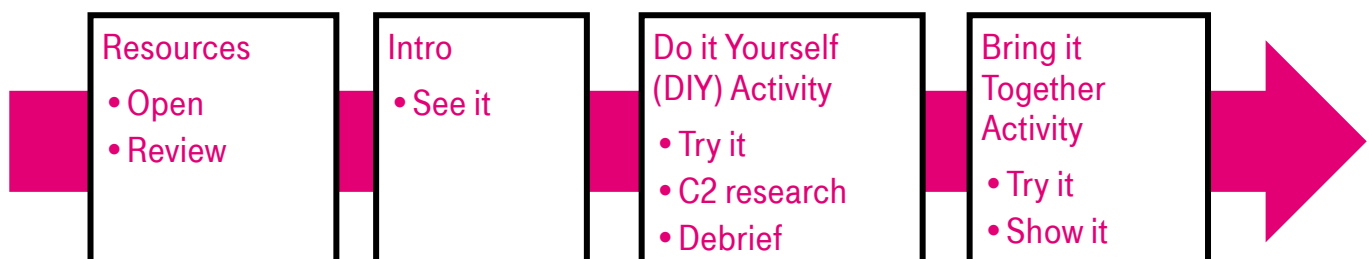 Resources
• Open
• Review
Intro
• See it
Do it Yourself
(DIY) Activity
• Try it
• C2 research
• Debrief
Bring it
Together
Activity
• Try it
• Show it